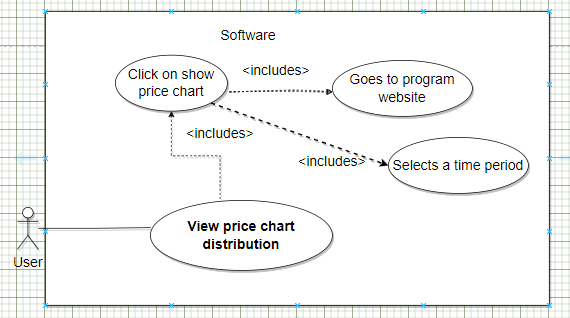 Software
Click on show
price chart
<includes>
Goes to program
website
<includes>
<includes>
Selects a time period
View price chart
distribution
User